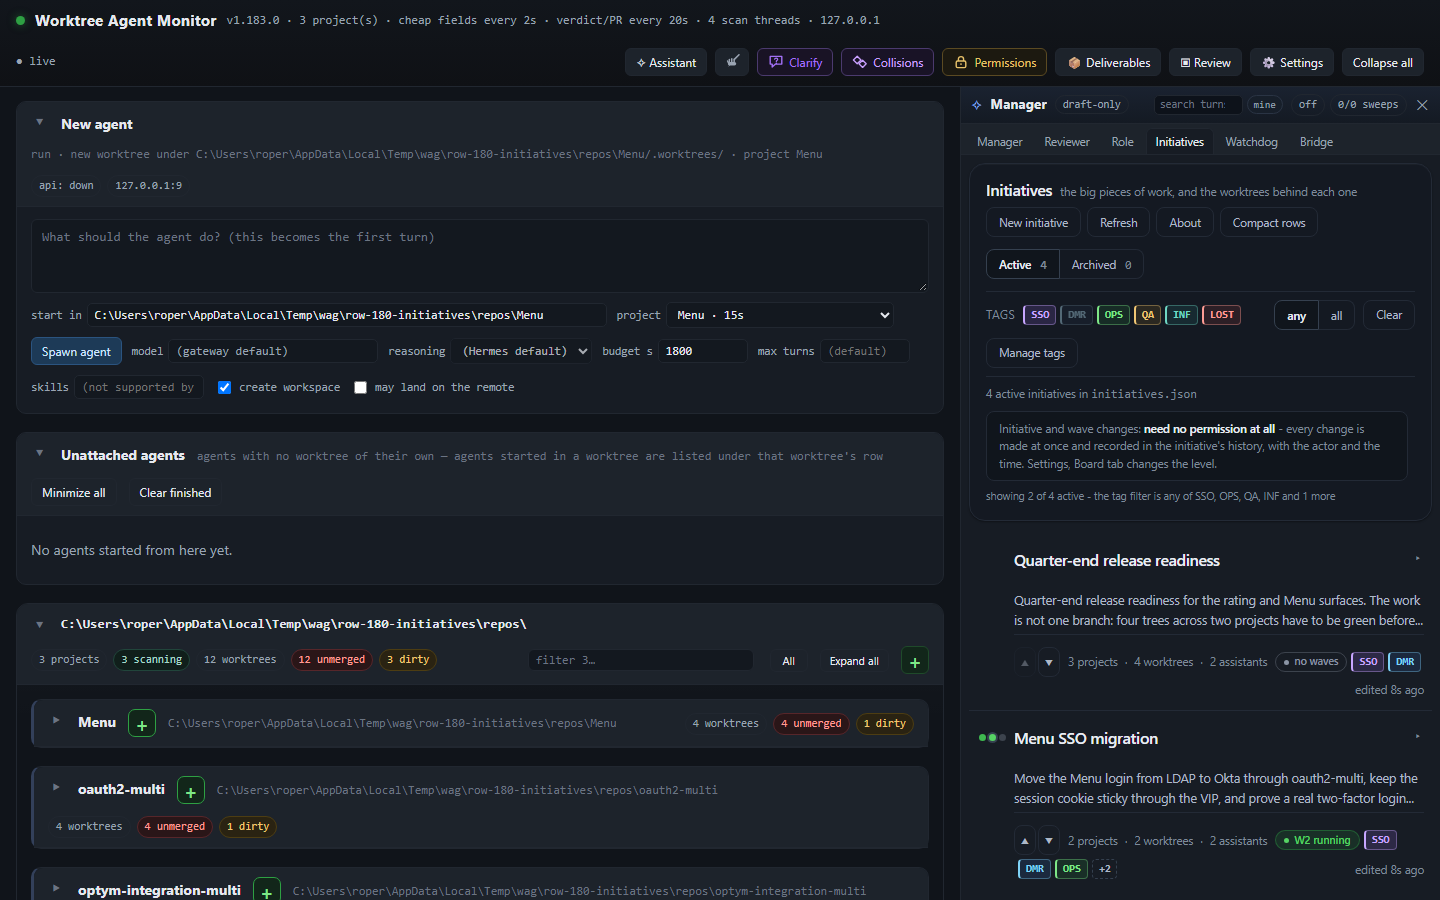 Worktree Agent Monitor v1.183.0 · 3 project(s) · cheap fields every 2s · verdict/PR every 20s · 4 scan threads · 127.0.0.1
live
Assistant
Clarify
Collisions
Permissions
Deliverables
Review
Settings
Collapse all
New agent
run · new worktree under C:\Users\roper\AppData\Local\Temp\wag\row-180-initiatives\repos\Menu/.worktrees/ · project Menu
api: down 127.0.0.1:9
What should the agent do? (this becomes the first turn)
start in C:\Users\roper\AppData\Local\Temp\wag\row-180-initiatives\repos\Menu project Menu · 15s
Spawn agent model (gateway default) reasoning (Hermes default) budget s 1800 max turns (default)
skills (not supported by create workspace may land on the remote
Unattached agents agents with no worktree of their own — agents started in a worktree are listed under that worktree's row
Minimize all Clear finished
No agents started from here yet.
C:\Users\roper\AppData\Local\Temp\wag\row-180-initiatives\repos\
3 projects 3 scanning 12 worktrees 12 unmerged 3 dirty filter 3… All Expand all +
Menu + C:\Users\roper\AppData\Local\Temp\wag\row-180-initiatives\repos\Menu 4 worktrees 4 unmerged 1 dirty
oauth2-multi + C:\Users\roper\AppData\Local\Temp\wag\row-180-initiatives\repos\oauth2-multi
4 worktrees 4 unmerged 1 dirty
optym-integration-multi + C:\Users\roper\AppData\Local\Temp\wag\row-180-initiatives\repos\optym-integration-multi
Manager draft-only search turn: mine off 0/0 sweeps
Manager Reviewer Role Initiatives Watchdog Bridge
Initiatives the big pieces of work, and the worktrees behind each one
New initiative Refresh About Compact rows
Active 4 Archived 0
TAGS SSO DMR OPS QA INF LOST any all Clear
Manage tags
4 active initiatives in initiatives.json
Initiative and wave changes: need no permission at all - every change is
made at once and recorded in the initiative's history, with the actor and the
time. Settings, Board tab changes the level.
showing 2 of 4 active - the tag filter is any of SSO, OPS, QA, INF and 1 more
Quarter-end release readiness
Quarter-end release readiness for the rating and Menu surfaces. The work
is not one branch: four trees across two projects have to be green before…
3 projects · 4 worktrees · 2 assistants no waves SSO DMR
edited 8s ago
Menu SSO migration
Move the Menu login from LDAP to Okta through oauth2-multi, keep the
session cookie sticky through the VIP, and prove a real two-factor login…
2 projects · 2 worktrees · 2 assistants W2 running SSO
DMR OPS +2 edited 8s ago